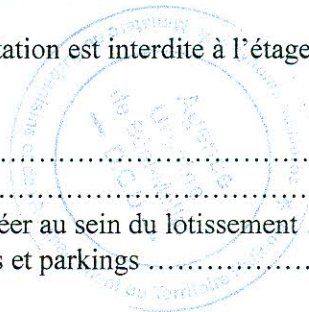 tation est interdite à l'étage
...
...
éer au sein du lotissement
s et parkings ...